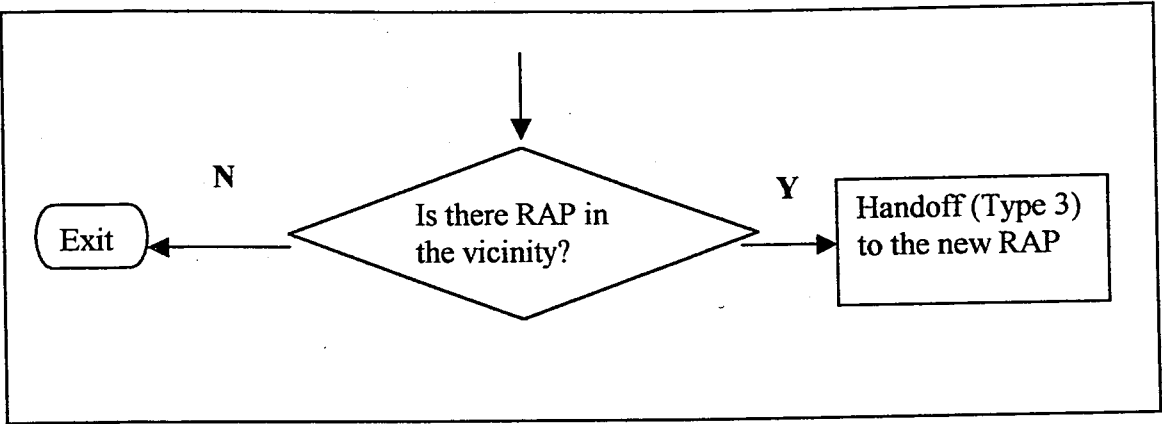 N
Y
Exit
Is there RAP in
the vicinity?
Handoff (Type 3)
to the new RAP